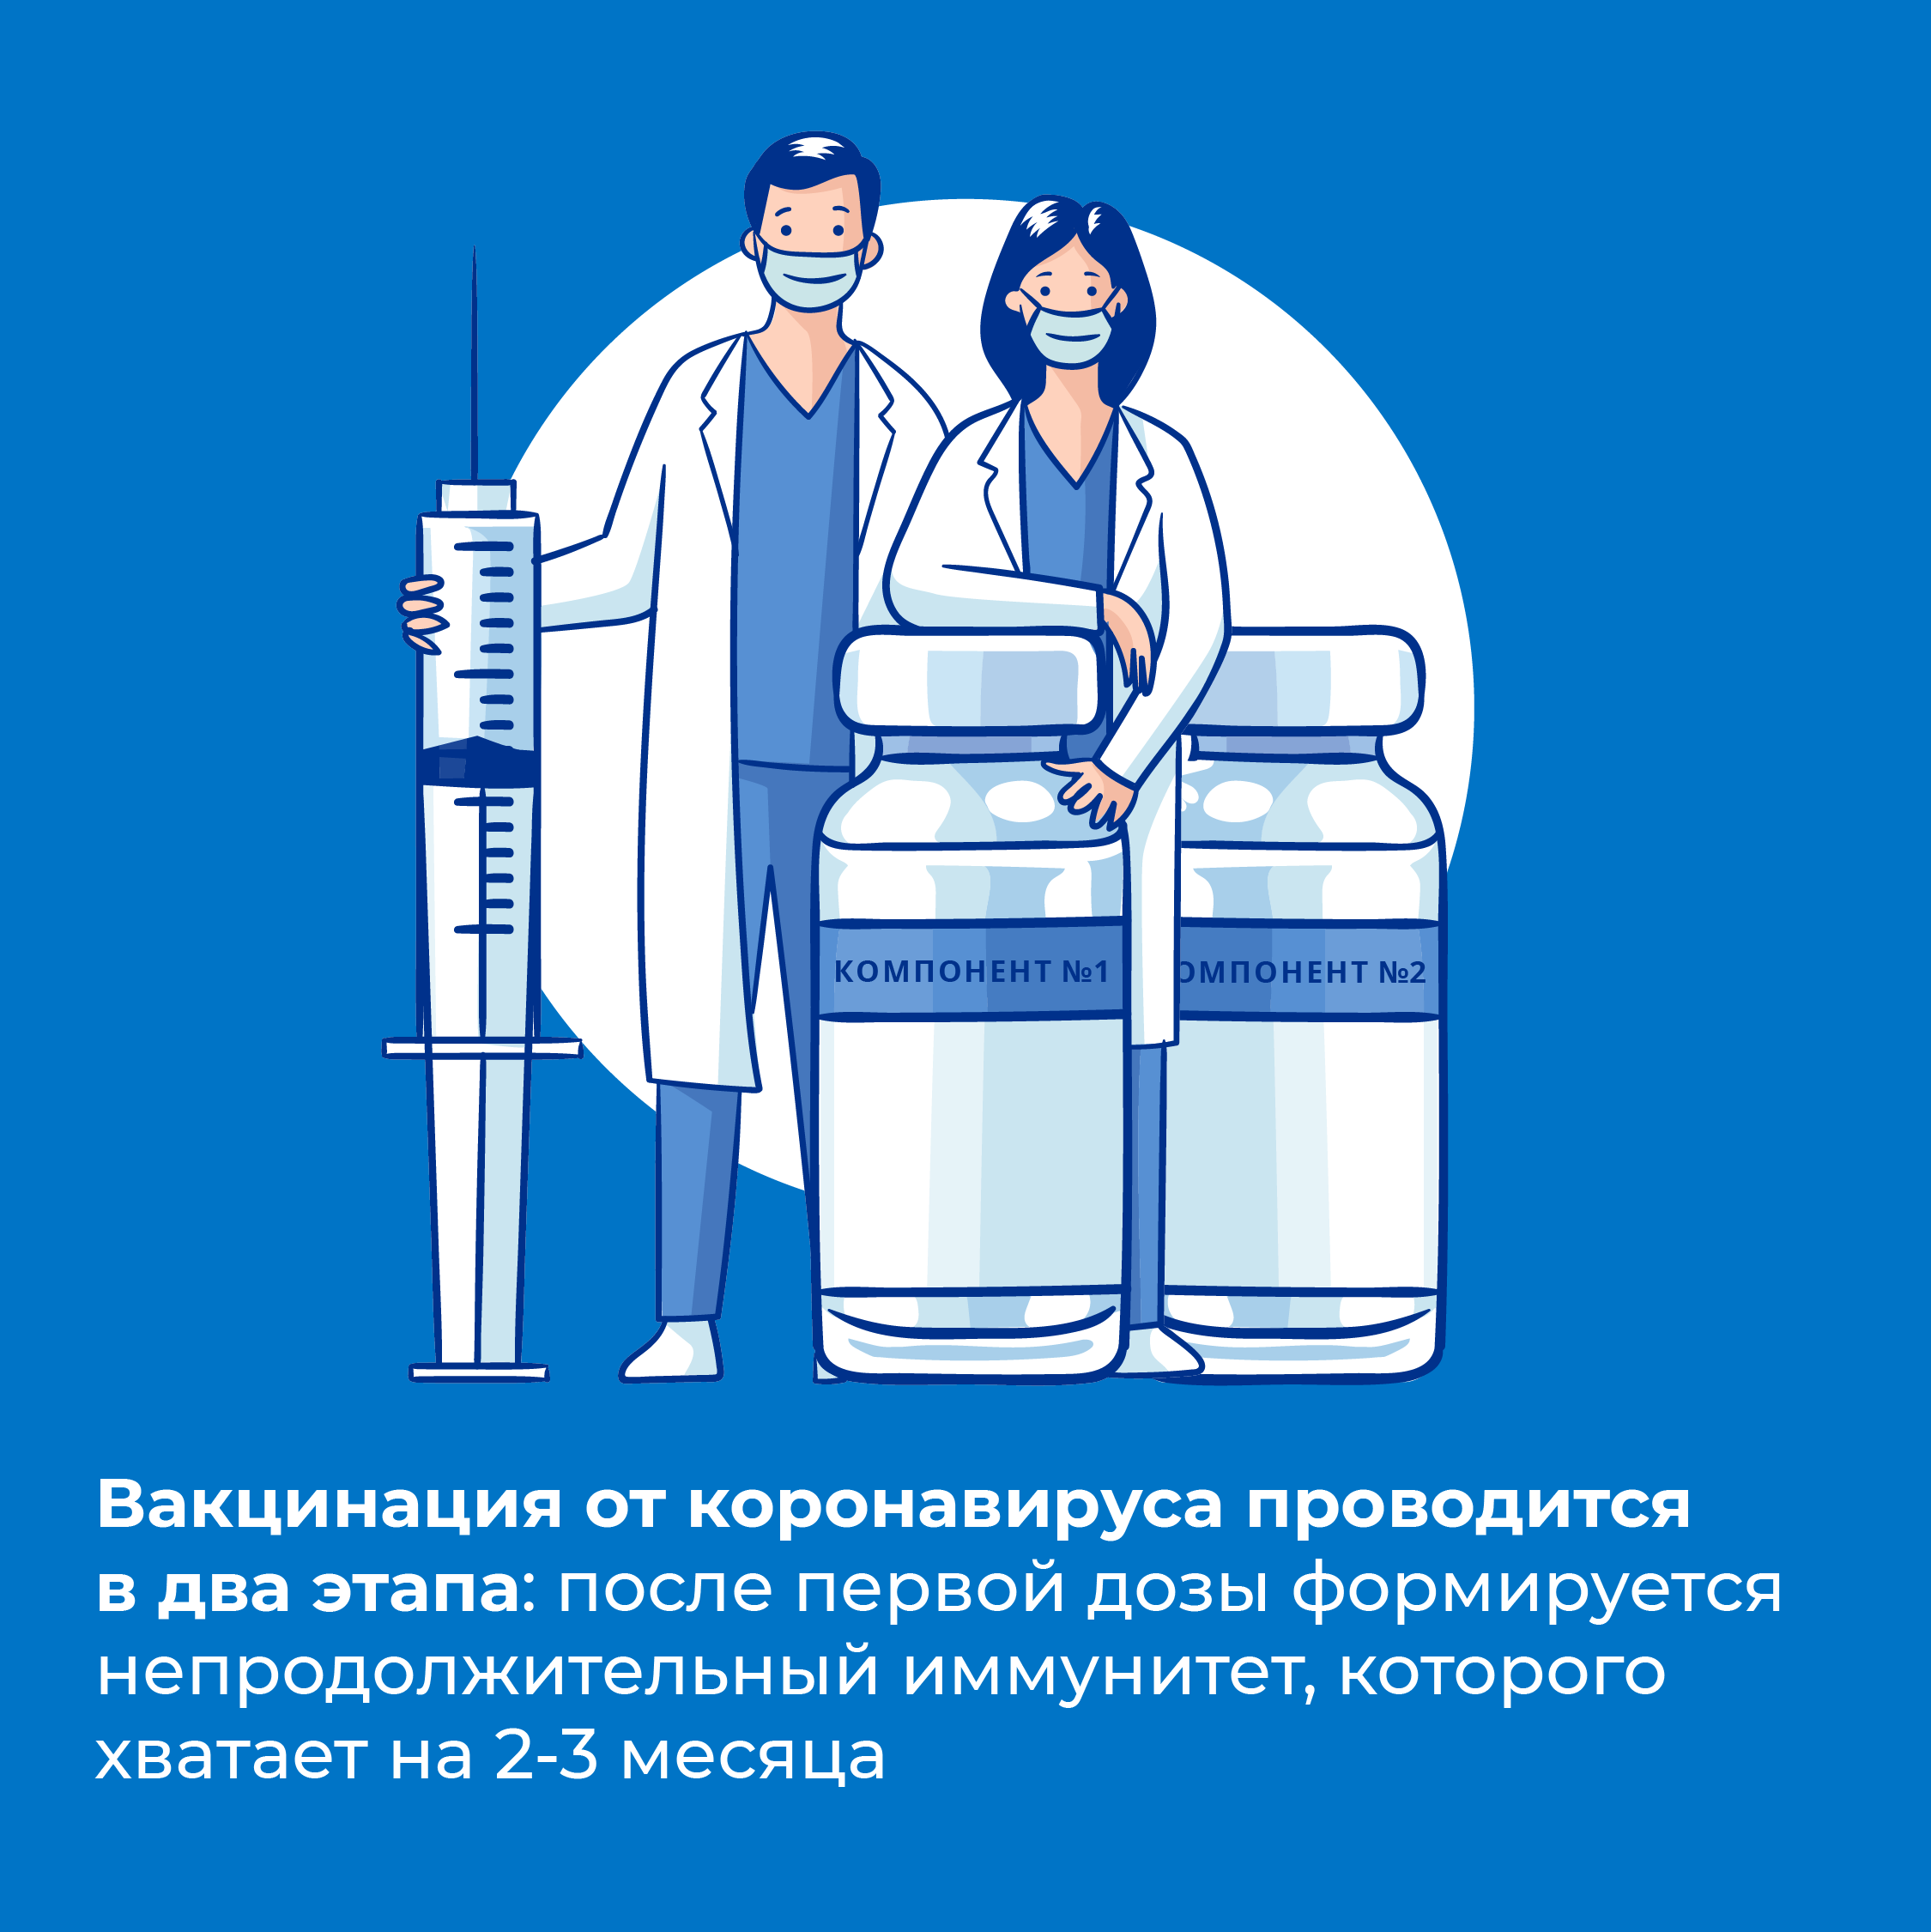 КОМПОНЕНТ №1
ОМПОНЕНТ №2
Вакцинация от коронавируса проводится
в два этапа: после первой дозы формируется
непродолжительный иммунитет, которого
хватает на 2-3 месяца